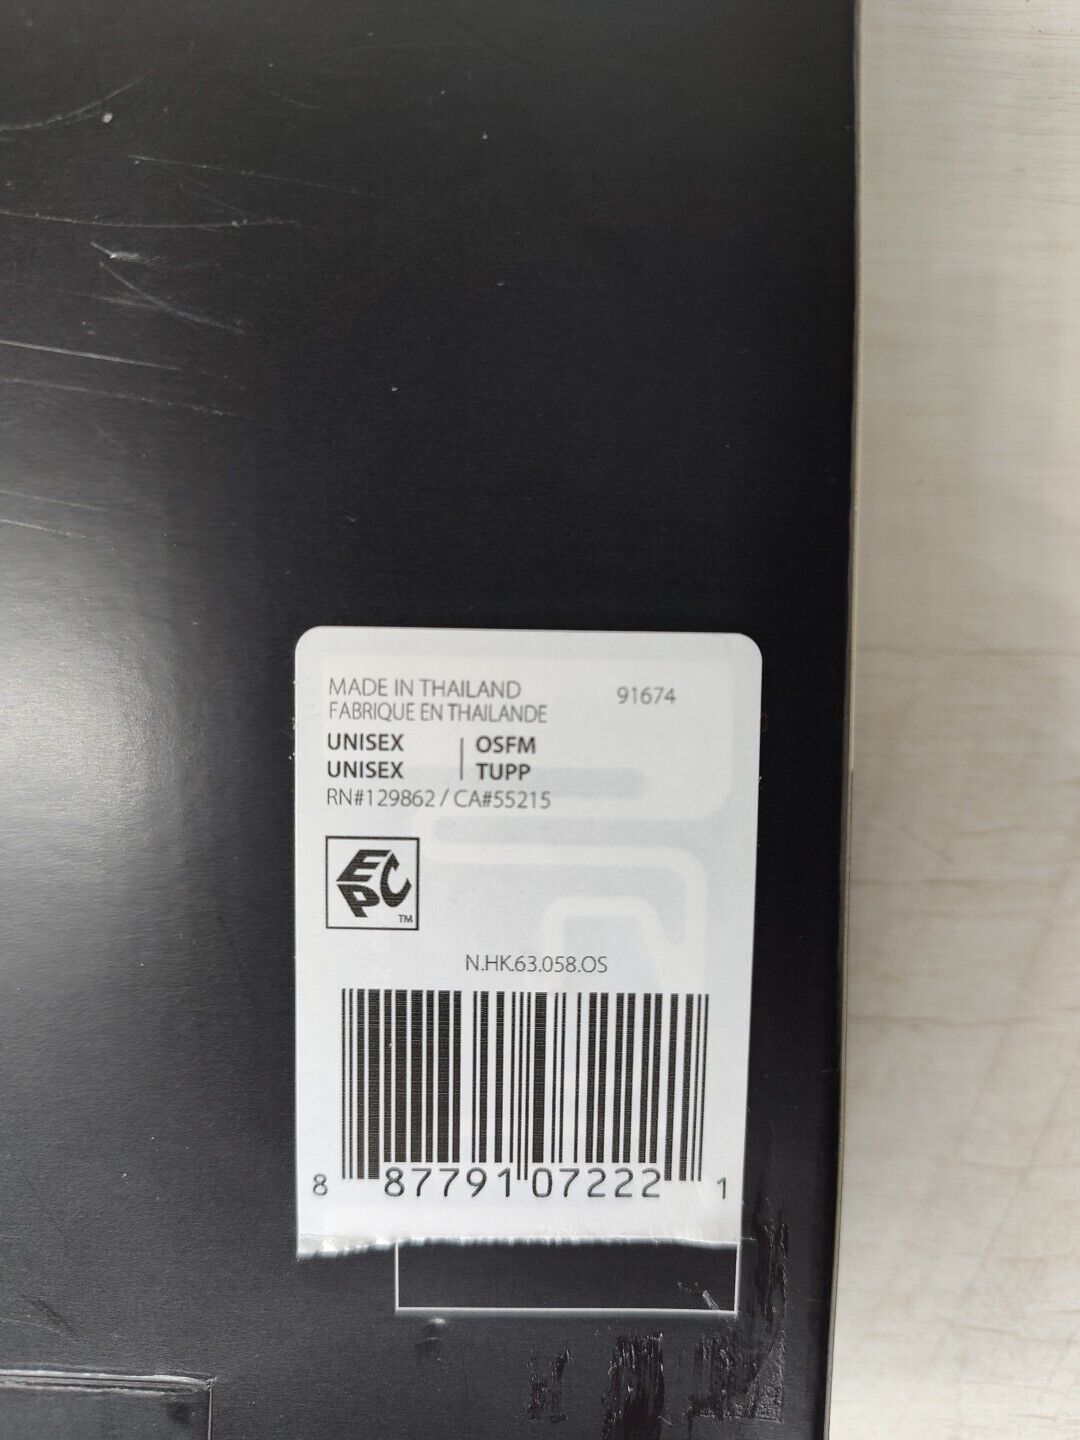 MADE IN THAILAND 91674
FABRIQUE EN THAILANDE
UNISEX | OSFM
UNISEX | TUPP
RN#129862 / CA#55215
EPC TM
N.HK.63.058.OS
8 87791 07222 1